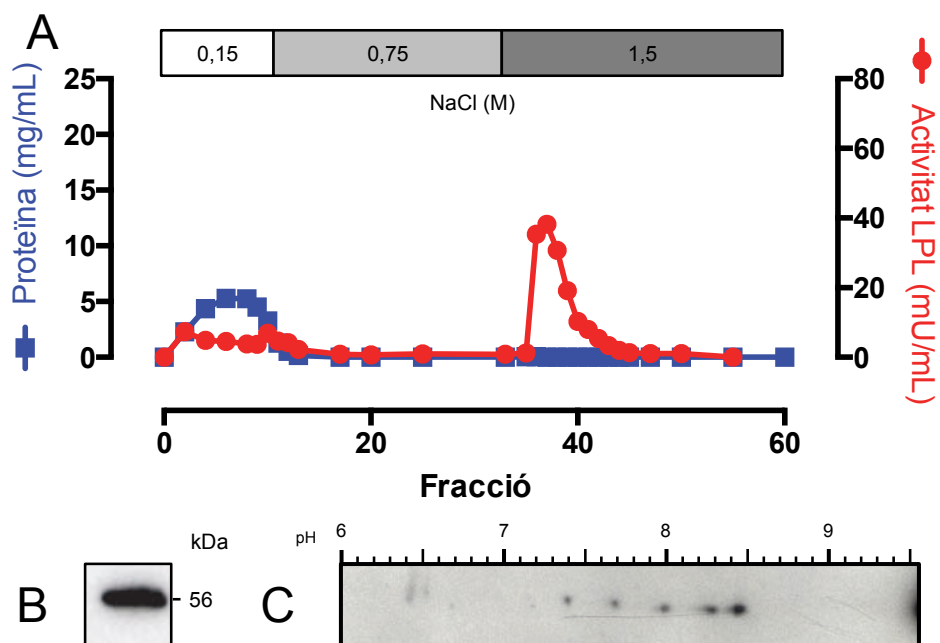 A
0,15 0,75 1,5
NaCl (M)
Proteïna (mg/mL)
25
20
15
10
5
0
80
60
40
20
0
Activitat LPL (mU/mL)
0 20 40 60
Fracció
B
kDa
56
C
pH 6 7 8 9